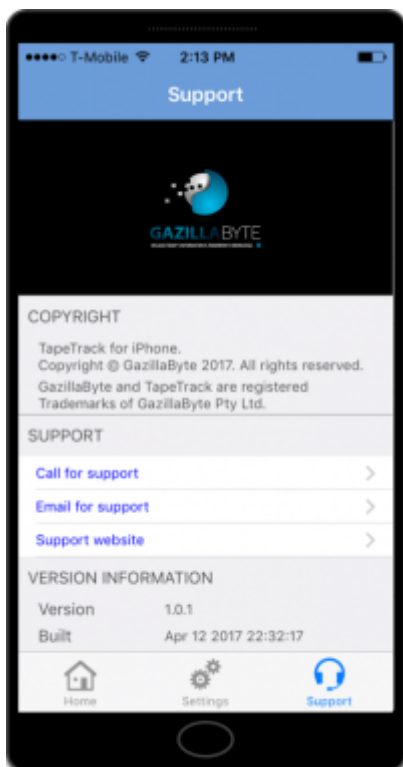 T-Mobile 2:13 PM
Support
GAZILLABYTE
COPYRIGHT
TapeTrack for iPhone.
Copyright © GazillaByte 2017. All rights reserved.
GazillaByte and TapeTrack are registered
Trademarks of GazillaByte Pty Ltd.
SUPPORT
Call for support
Email for support
Support website
VERSION INFORMATION
Version 1.0.1
Built Apr 12 2017 22:32:17
Home Settings Support